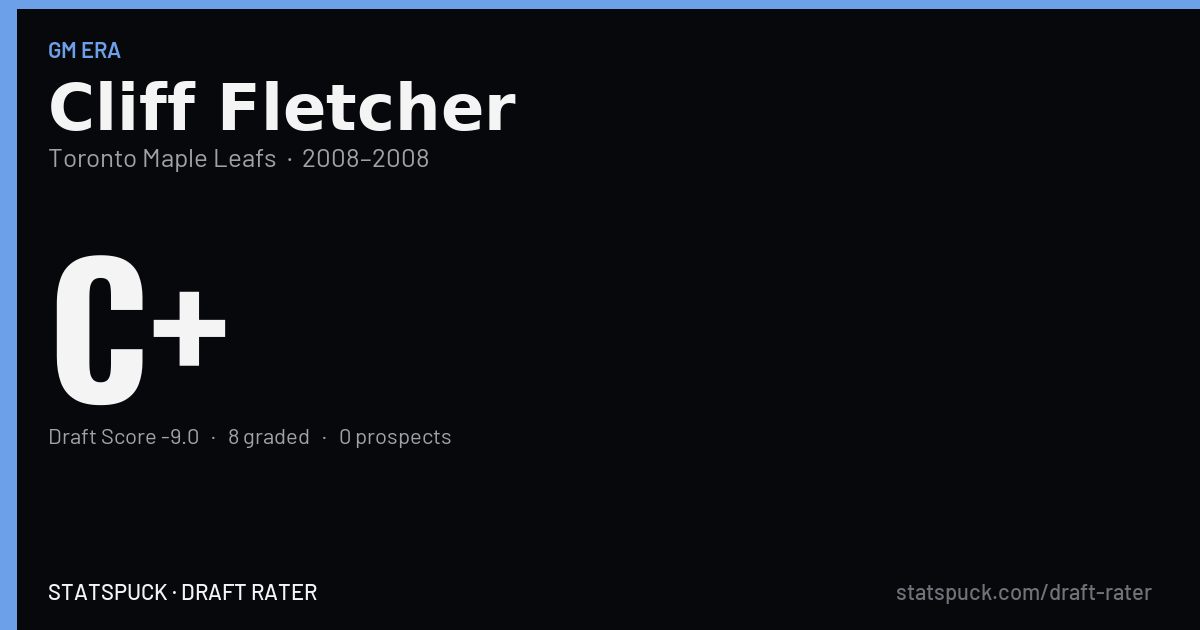 GM ERA
Cliff Fletcher
Toronto Maple Leafs · 2008–2008
C+
Draft Score -9.0 · 8 graded · 0 prospects
STATSPUCK · DRAFT RATER
statspuck.com/draft-rater